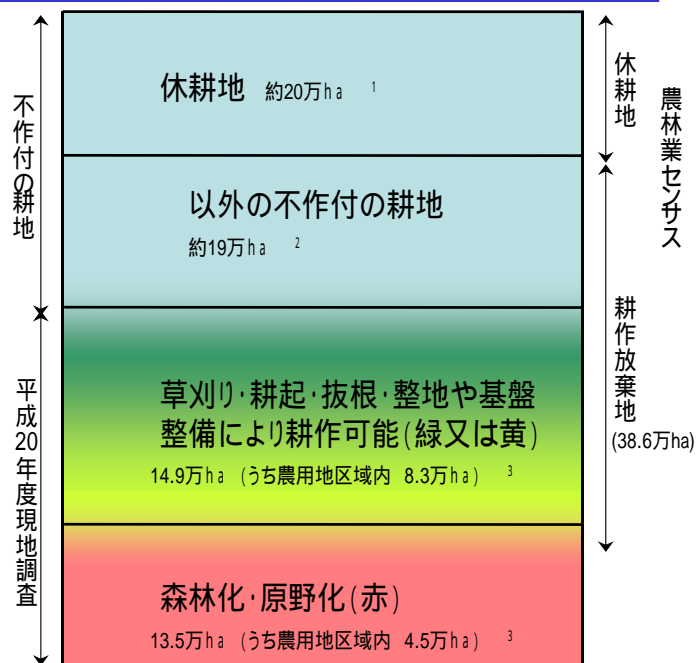 不作付の耕地
平成20年度現地調査
休耕地 約20万ha 1
以外の不作付の耕地
約19万ha 2
草刈り・耕起・抜根・整地や基盤
整備により耕作可能(緑又は黄)
14.9万ha (うち農用地区域内 8.3万ha) 3
森林化・原野化(赤)
13.5万ha (うち農用地区域内 4.5万ha) 3
休耕地
耕作放棄地
(38.6万ha)
農林業センサス